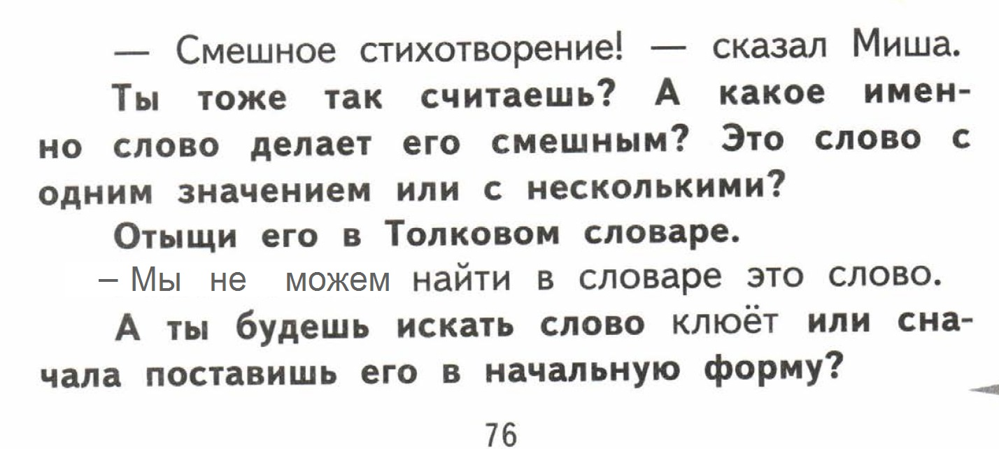 — Смешное стихотворение! — сказал Миша.
Ты тоже так считаешь? А какое имен-
но слово делает его смешным? Это слово с
одним значением или с несколькими?
Отыщи его в Толковом словаре.
– Мы не можем найти в словаре это слово.
А ты будешь искать слово клюёт или сна-
чала поставишь его в начальную форму?
76